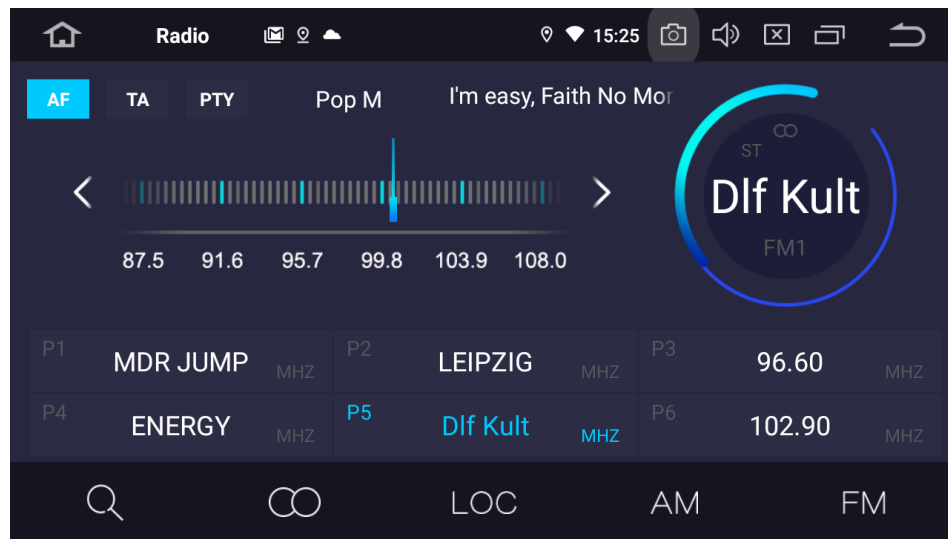 Radio 15:25
AF TA PTY Pop M I'm easy, Faith No Mor
ST
Dlf Kult
FM1
87.5 91.6 95.7 99.8 103.9 108.0
P1 MDR JUMP MHZ P2 LEIPZIG MHZ P3 96.60 MHZ
P4 ENERGY MHZ P5 Dlf Kult MHZ P6 102.90 MHZ
LOC AM FM